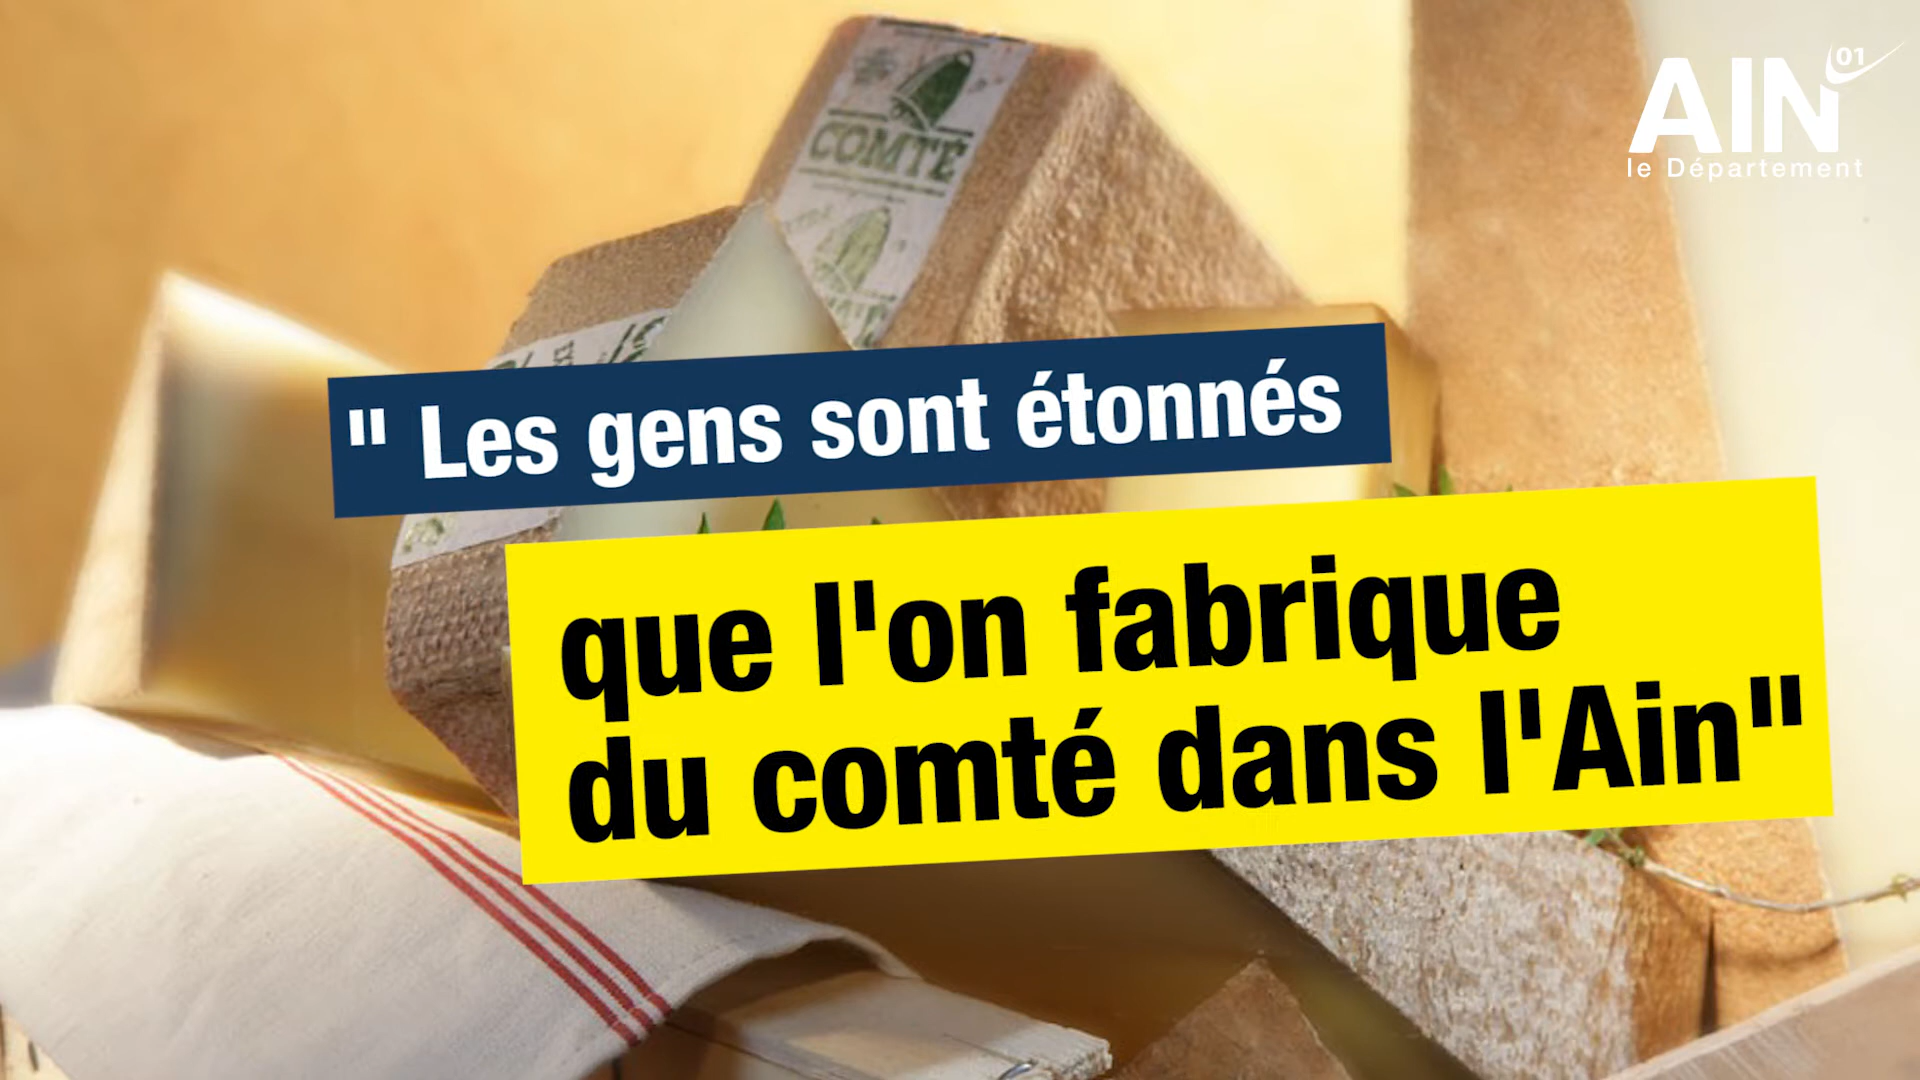 COMTÉ
AIN 01
le Département
" Les gens sont étonnés
que l'on fabrique
du comté dans l'Ain"